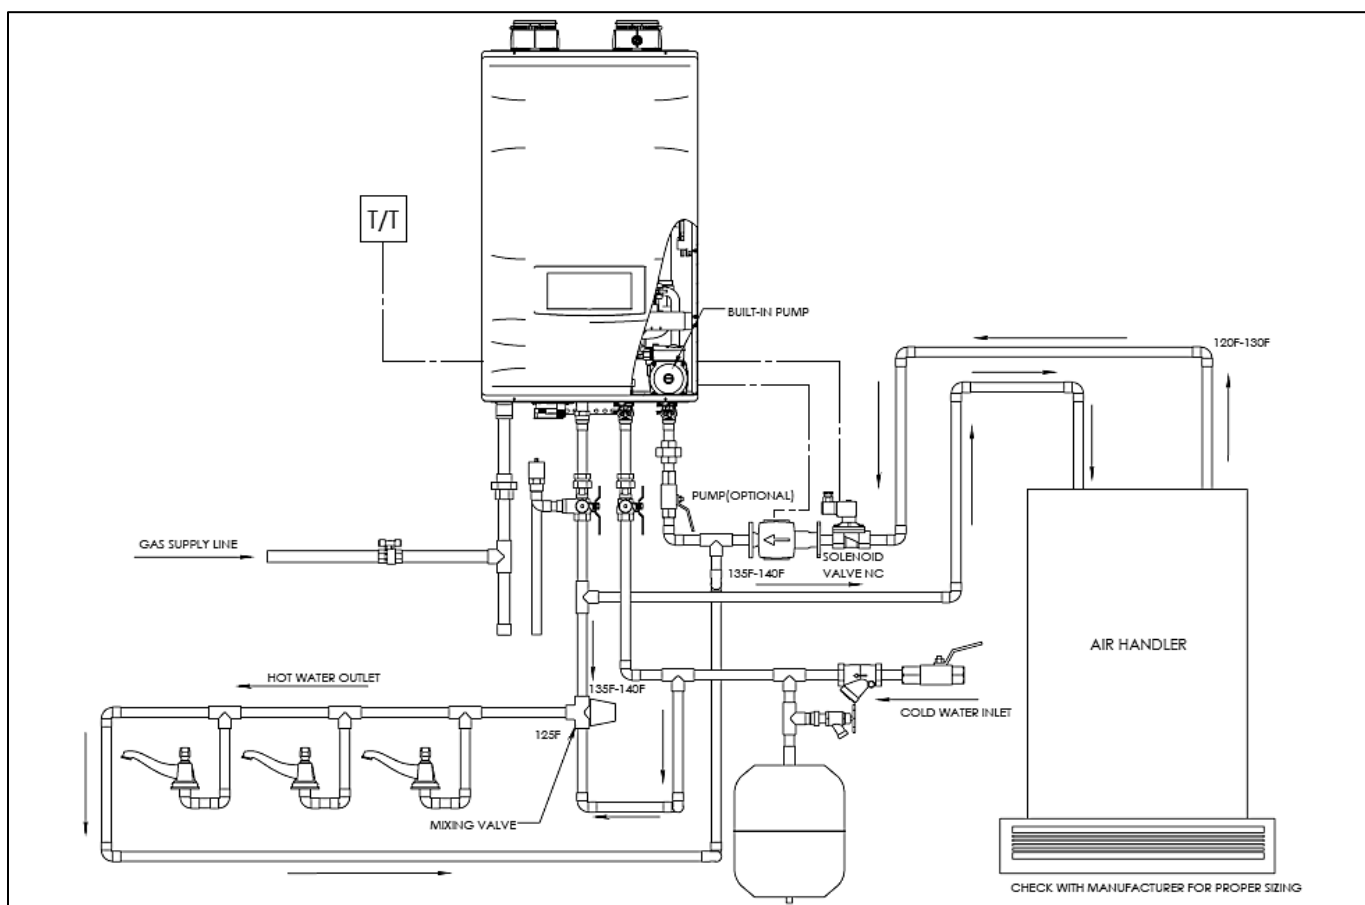 T/T
BUILT-IN PUMP
120F-130F
PUMP(OPTIONAL)
GAS SUPPLY LINE
SOLENOID
VALVE NC
135F-140F
AIR HANDLER
HOT WATER OUTLET
135F-140F
COLD WATER INLET
125F
MIXING VALVE
CHECK WITH MANUFACTURER FOR PROPER SIZING